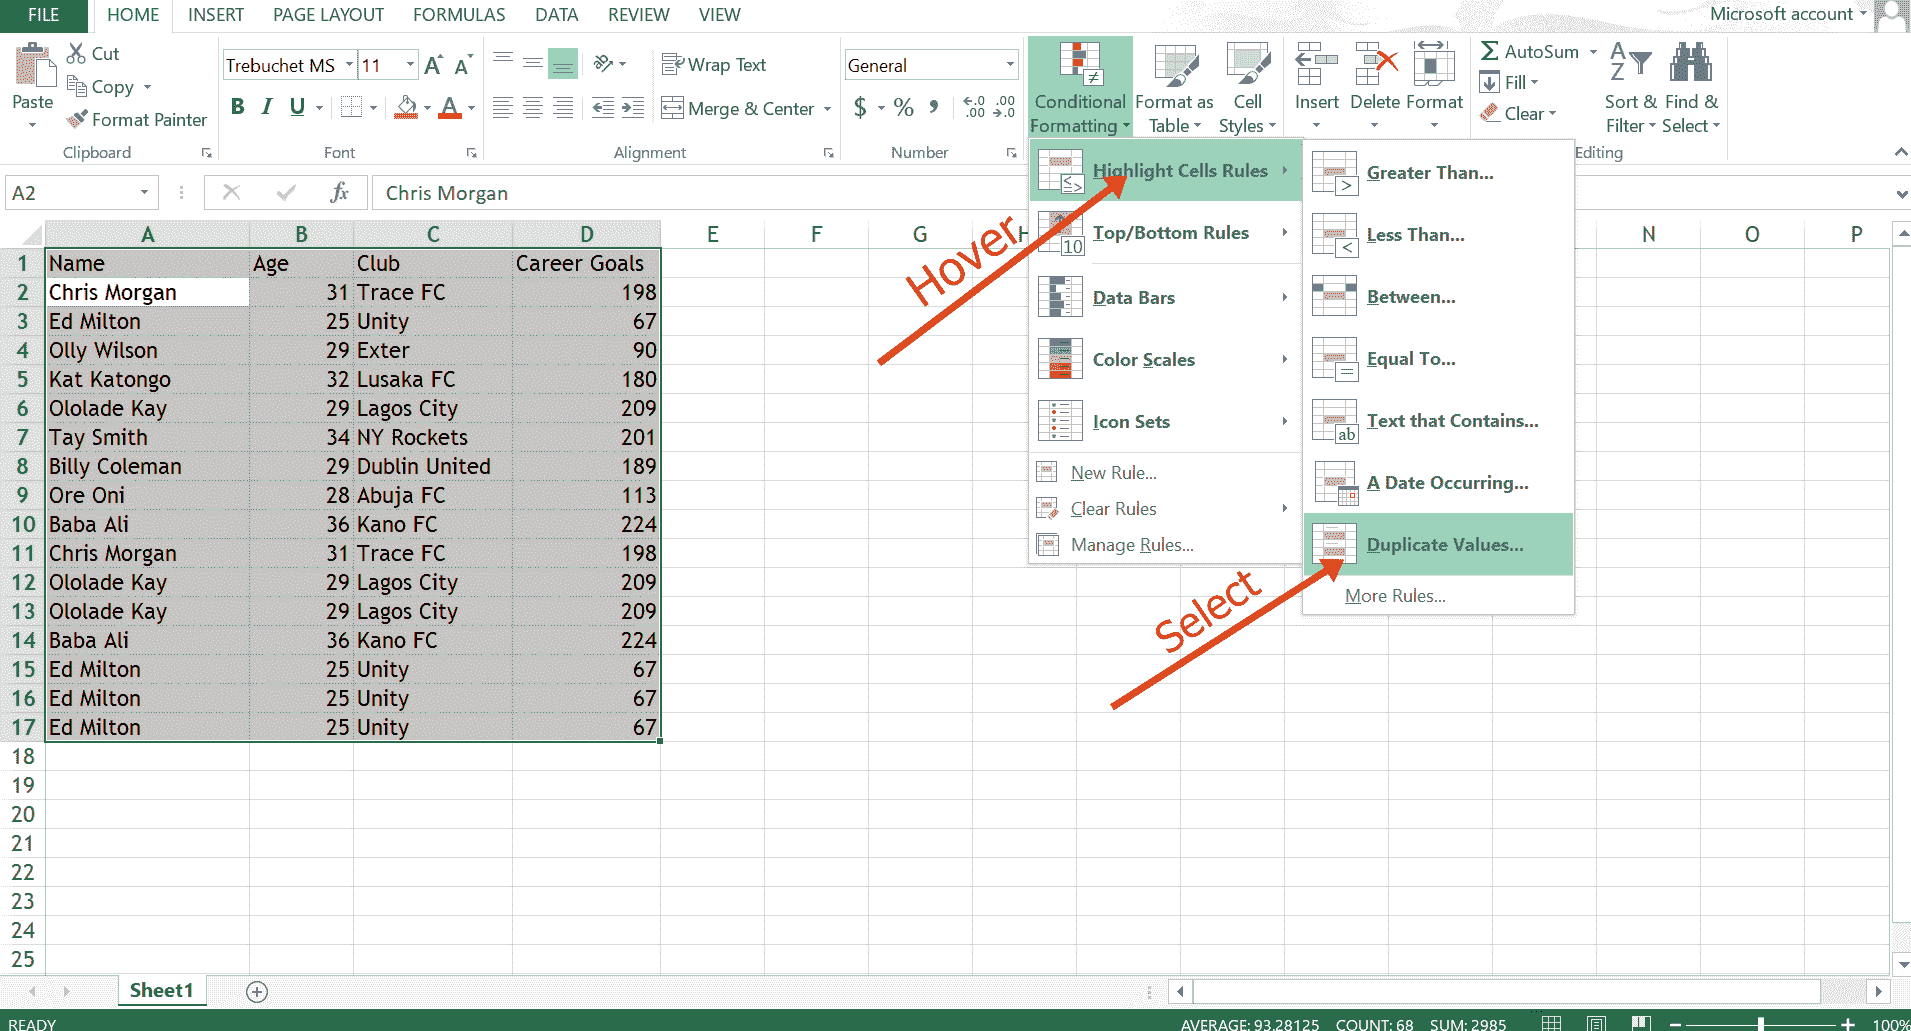 FILE HOME INSERT PAGE LAYOUT FORMULAS DATA REVIEW VIEW Microsoft account
Paste
Cut
Copy
Format Painter
Clipboard
Trebuchet MS 11
B I U A
Font
Wrap Text
Merge & Center
Alignment
General
$ % ,
Number
Conditional Formatting
Format as Table
Cell Styles
Insert Delete Format
AutoSum
Fill
Clear
Sort & Filter
Find & Select
Editing
A2 fx Chris Morgan
A B C D E F G H N O P
1 Name Age Club Career Goals
2 Chris Morgan 31 Trace FC 198
3 Ed Milton 25 Unity 67
4 Olly Wilson 29 Exter 90
5 Kat Katongo 32 Lusaka FC 180
6 Ololade Kay 29 Lagos City 209
7 Tay Smith 34 NY Rockets 201
8 Billy Coleman 29 Dublin United 189
9 Ore Oni 28 Abuja FC 113
10 Baba Ali 36 Kano FC 224
11 Chris Morgan 31 Trace FC 198
12 Ololade Kay 29 Lagos City 209
13 Ololade Kay 29 Lagos City 209
14 Baba Ali 36 Kano FC 224
15 Ed Milton 25 Unity 67
16 Ed Milton 25 Unity 67
17 Ed Milton 25 Unity 67
18
19
20
21
22
23
24
25
Highlight Cells Rules
Top/Bottom Rules
Data Bars
Color Scales
Icon Sets
New Rule...
Clear Rules
Manage Rules...
Greater Than...
Less Than...
Between...
Equal To...
Text that Contains...
A Date Occurring...
Duplicate Values...
More Rules...
Hover
Select
Sheet1
READY AVERAGE: 93.28125 COUNT: 68 SUM: 2985 100%